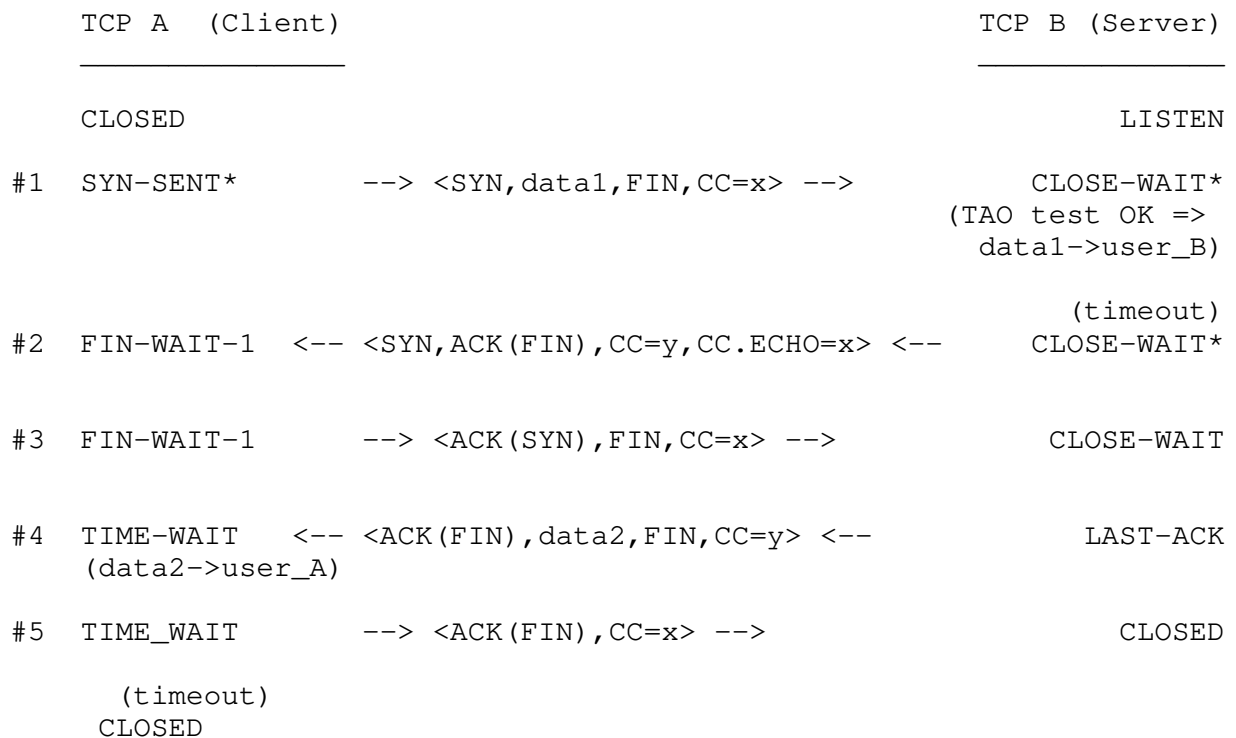 TCP A (Client) TCP B (Server)
_______________ ______________
CLOSED LISTEN
#1 SYN-SENT* --> <SYN,data1,FIN,CC=x> --> CLOSE-WAIT*
(TAO test OK =>
data1->user_B)
(timeout)
#2 FIN-WAIT-1 <-- <SYN,ACK(FIN),CC=y,CC.ECHO=x> <-- CLOSE-WAIT*
#3 FIN-WAIT-1 --> <ACK(SYN),FIN,CC=x> --> CLOSE-WAIT
#4 TIME-WAIT <-- <ACK(FIN),data2,FIN,CC=y> <-- LAST-ACK
(data2->user_A)
#5 TIME_WAIT --> <ACK(FIN),CC=x> --> CLOSED
(timeout)
CLOSED